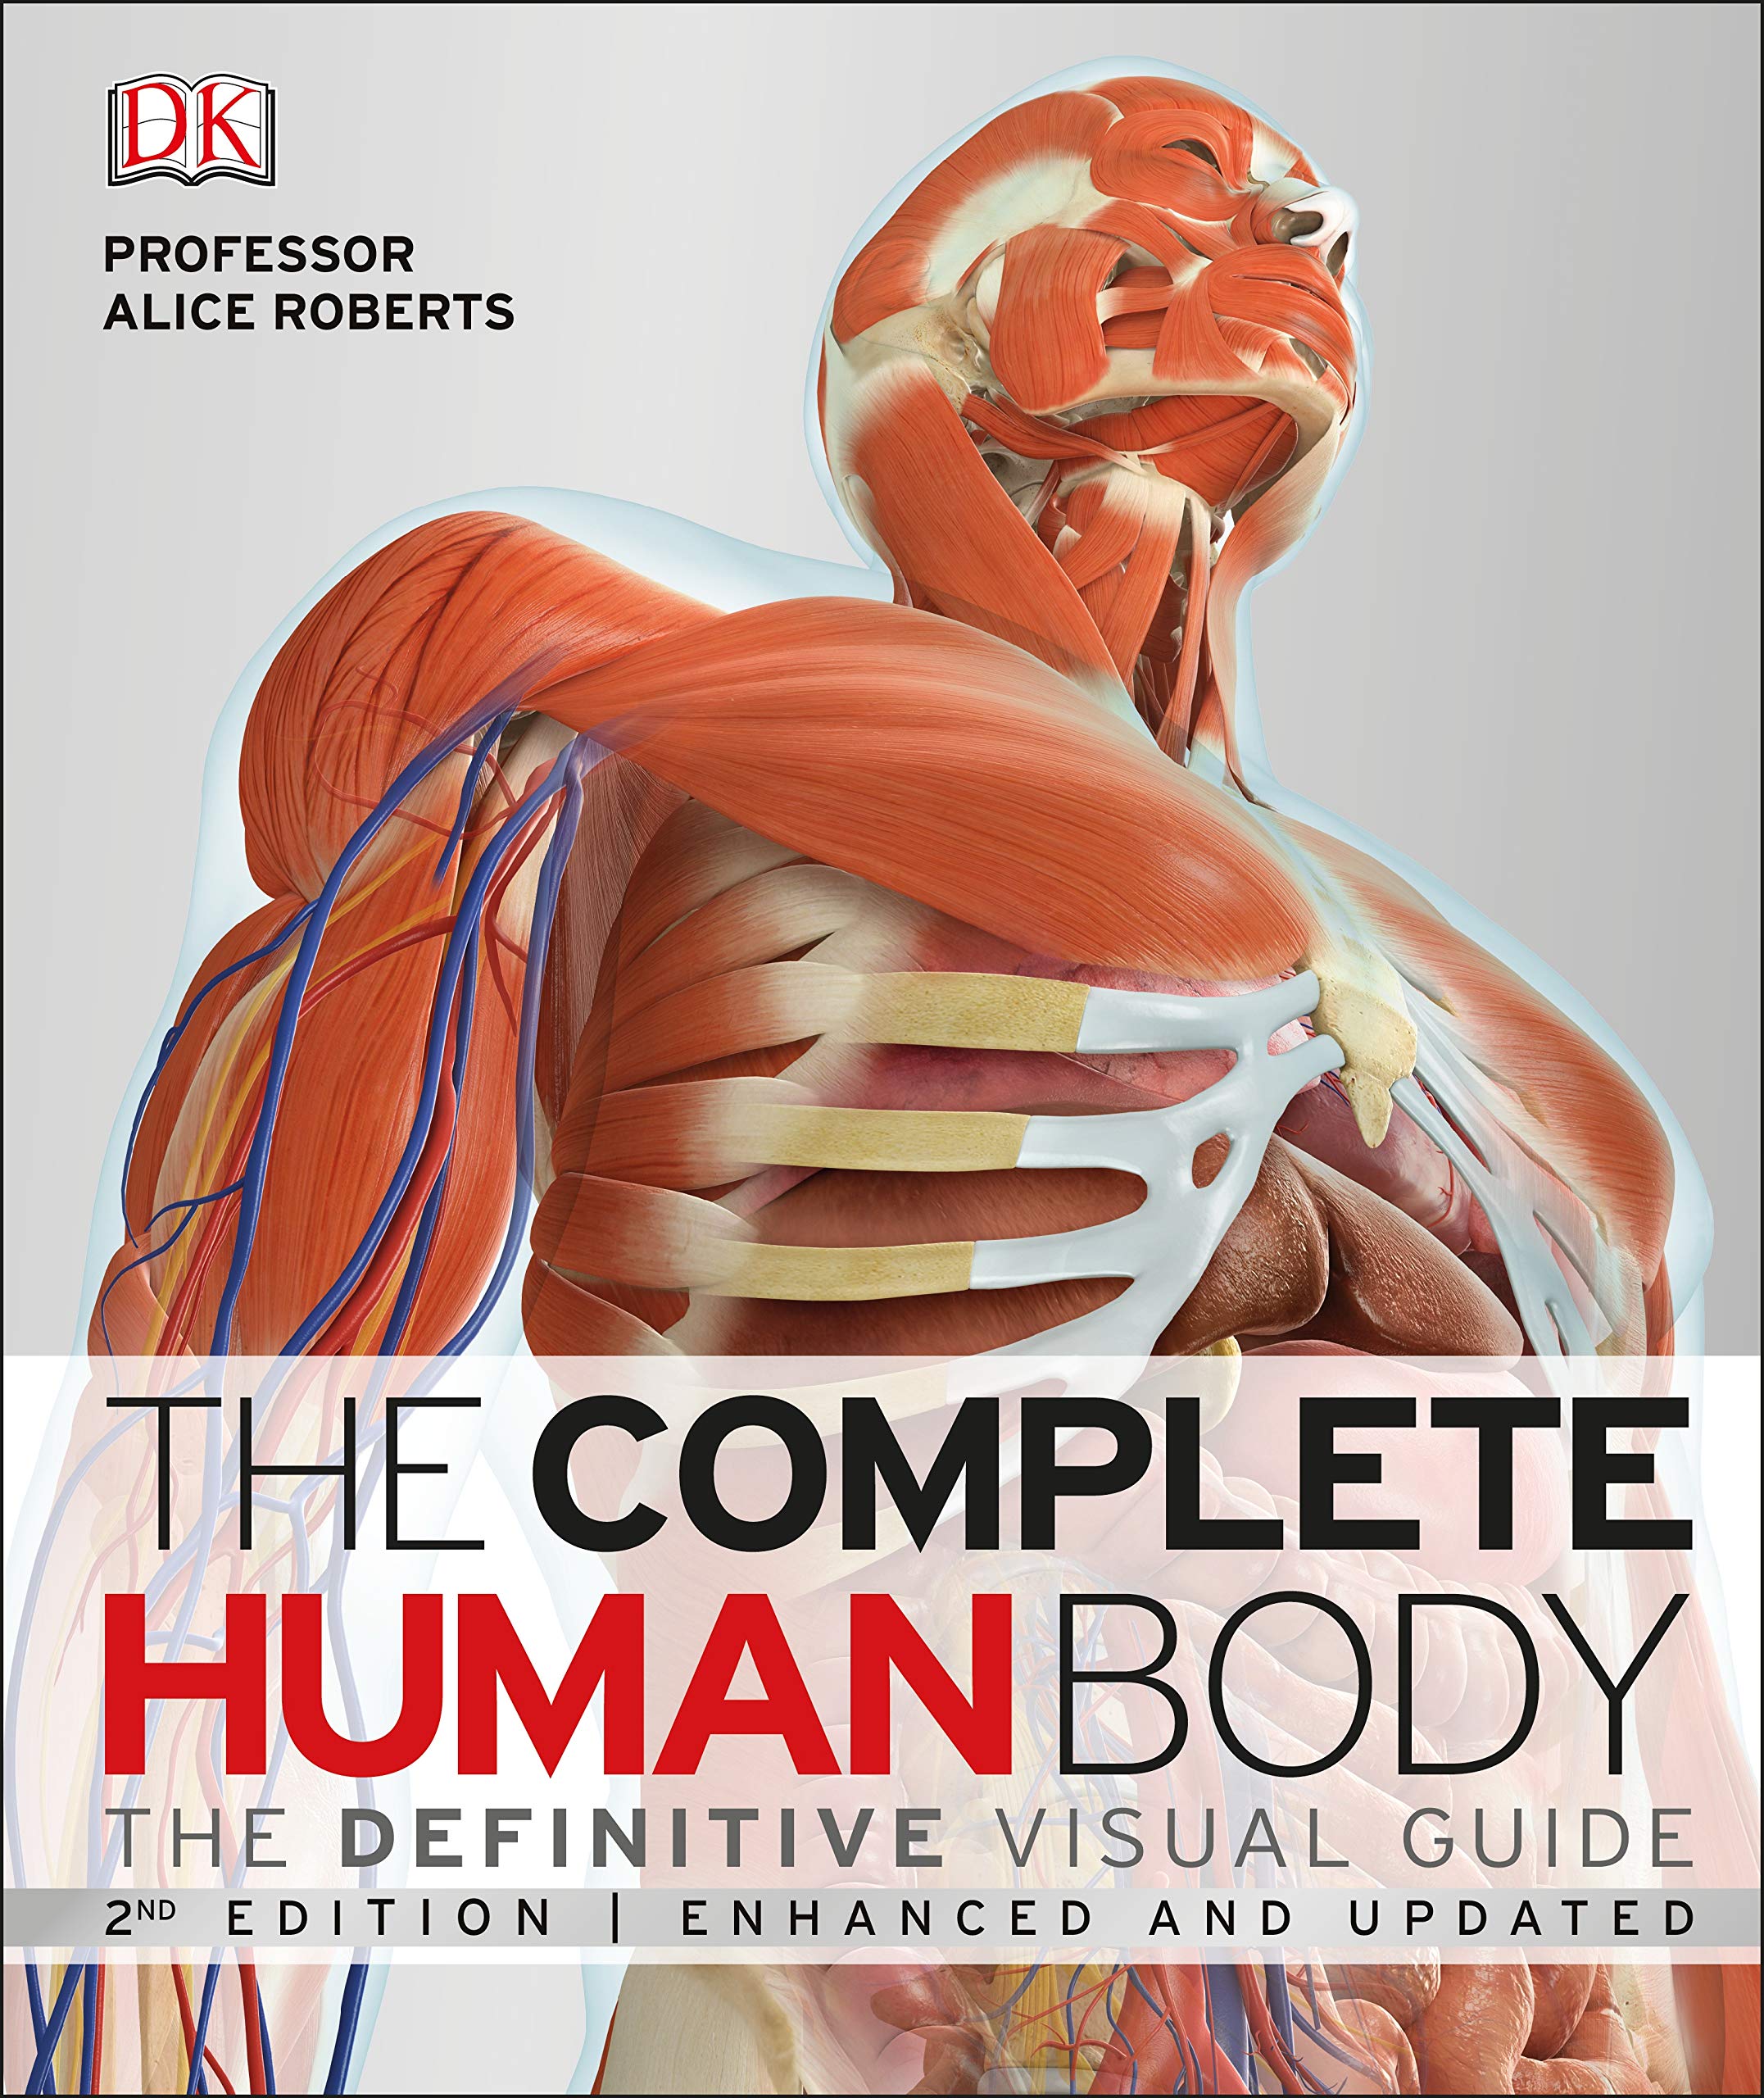 DK
PROFESSOR
ALICE ROBERTS
THE COMPLETE
HUMAN BODY
THE DEFINITIVE VISUAL GUIDE
2ND EDITION | ENHANCED AND UPDATED